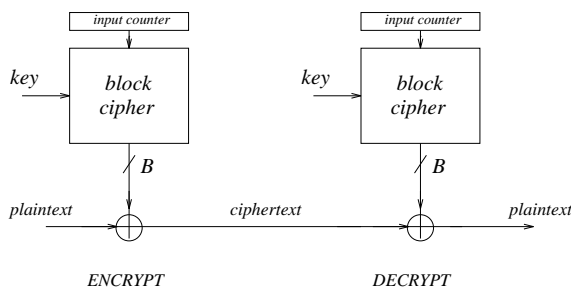 input counter
input counter
key
block
cipher
key
block
cipher
B
B
plaintext
ciphertext
plaintext
ENCRYPT
DECRYPT